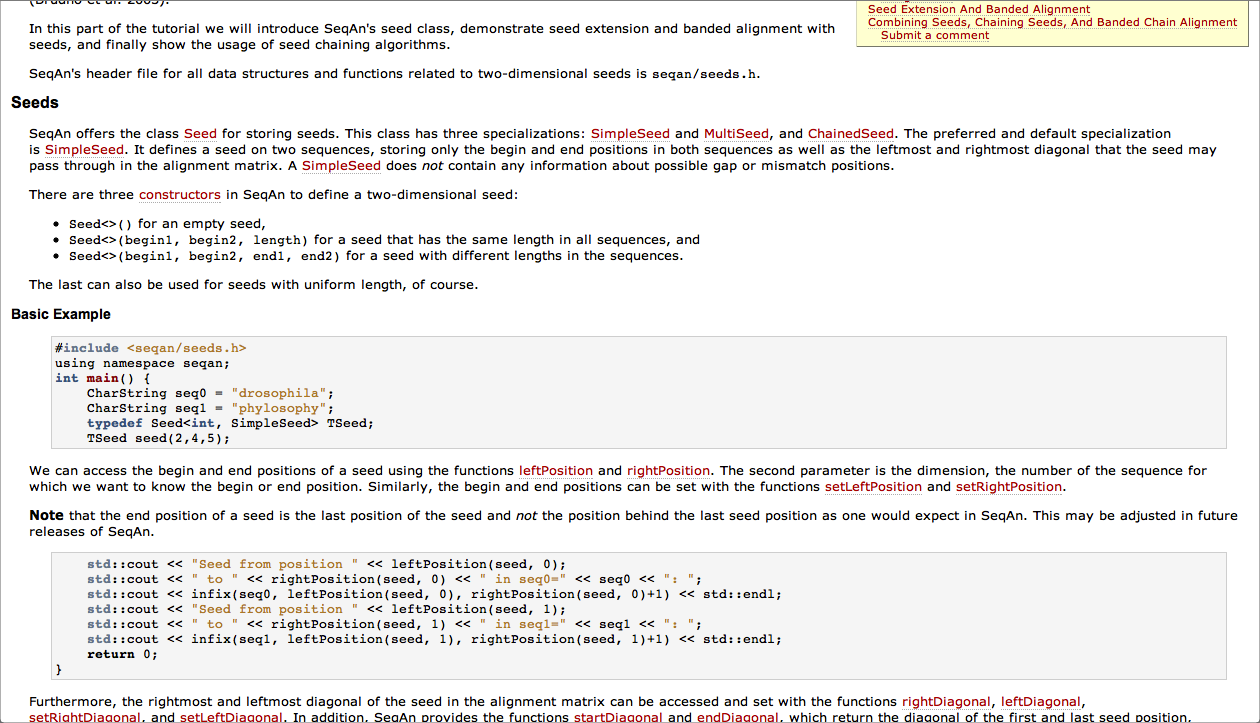 (Brudno et al. 2003).
Seed Extension And Banded Alignment
Combining Seeds, Chaining Seeds, And Banded Chain Alignment
Submit a comment
In this part of the tutorial we will introduce SeqAn's seed class, demonstrate seed extension and banded alignment with
seeds, and finally show the usage of seed chaining algorithms.
SeqAn's header file for all data structures and functions related to two-dimensional seeds is seqan/seeds.h.
Seeds
SeqAn offers the class Seed for storing seeds. This class has three specializations: SimpleSeed and MultiSeed, and ChainedSeed. The preferred and default specialization
is SimpleSeed. It defines a seed on two sequences, storing only the begin and end positions in both sequences as well as the leftmost and rightmost diagonal that the seed may
pass through in the alignment matrix. A SimpleSeed does not contain any information about possible gap or mismatch positions.
There are three constructors in SeqAn to define a two-dimensional seed:
• Seed<>() for an empty seed,
• Seed<>(begin1, begin2, length) for a seed that has the same length in all sequences, and
• Seed<>(begin1, begin2, end1, end2) for a seed with different lengths in the sequences.
The last can also be used for seeds with uniform length, of course.
Basic Example
#include <seqan/seeds.h>
using namespace seqan;
int main() {
    CharString seq0 = "drosophila";
    CharString seq1 = "phylosophy";
    typedef Seed<int, SimpleSeed> TSeed;
    TSeed seed(2,4,5);
We can access the begin and end positions of a seed using the functions leftPosition and rightPosition. The second parameter is the dimension, the number of the sequence for
which we want to know the begin or end position. Similarly, the begin and end positions can be set with the functions setLeftPosition and setRightPosition.
Note that the end position of a seed is the last position of the seed and not the position behind the last seed position as one would expect in SeqAn. This may be adjusted in future
releases of SeqAn.
    std::cout << "Seed from position " << leftPosition(seed, 0);
    std::cout << " to " << rightPosition(seed, 0) << " in seq0=" << seq0 << ": ";
    std::cout << infix(seq0, leftPosition(seed, 0), rightPosition(seed, 0)+1) << std::endl;
    std::cout << "Seed from position " << leftPosition(seed, 1);
    std::cout << " to " << rightPosition(seed, 1) << " in seq1=" << seq1 << ": ";
    std::cout << infix(seq1, leftPosition(seed, 1), rightPosition(seed, 1)+1) << std::endl;
    return 0;
}
Furthermore, the rightmost and leftmost diagonal of the seed in the alignment matrix can be accessed and set with the functions rightDiagonal, leftDiagonal,
setRightDiagonal, and setLeftDiagonal. In addition, SeqAn provides the functions startDiagonal and endDiagonal, which return the diagonal of the first and last seed position,